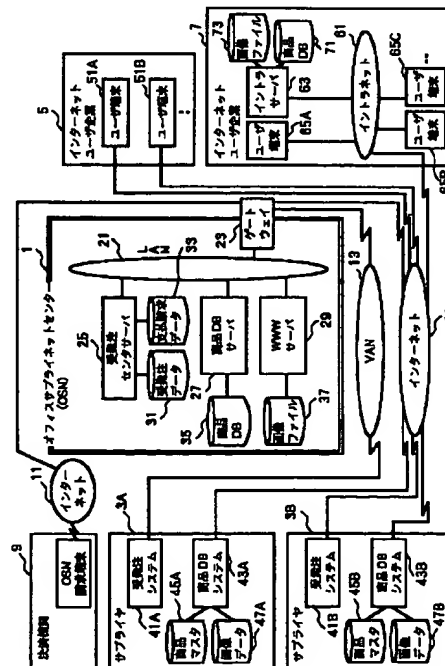 9
11
インターネット
OSN
請求端末
1
オフィスサプライネットセンター
(OSN)
25
受発注
センタサーバ
21
LAN
33
受発注
データ
31
商品DB
サーバ
27
35
商品
DB
WWW
サーバ
29
37
画像
ファイル
23
ゲート
ウェイ
5
インターネット
ユーザ企業
51A
ユーザ端末
51B
ユーザ端末
7
インターネット
ユーザ企業
73
画像
ファイル
商品
DB
71
イントラ
サーバ
63
ユーザ
端末
65A
61
イントラネット
65C
ユーザ
端末
ユーザ
端末
13
VAN
インターネット
3A
サプライヤ
受発注
システム
41A
商品DB
システム
43A
45A
商品
マスタ
画像
データ
47A
3B
サプライヤ
受発注
システム
41B
商品DB
システム
43B
45B
商品
マスタ
画像
データ
47B